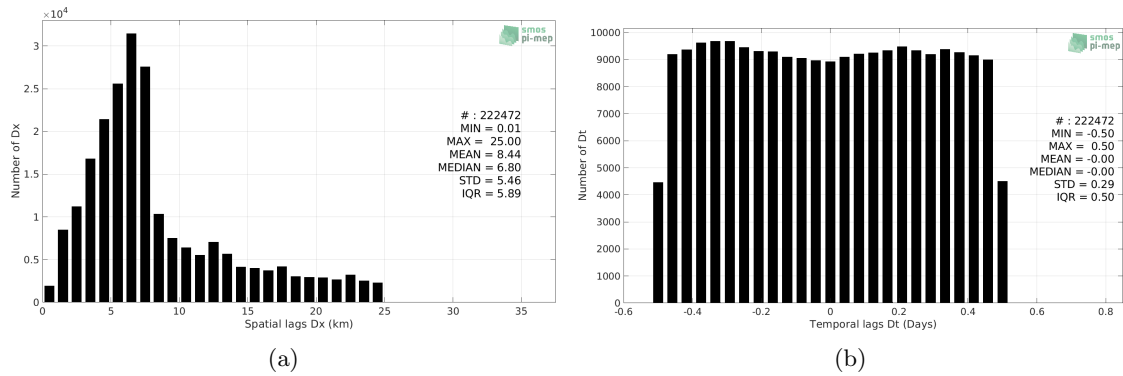 ×10⁴
3
2.5
2
1.5
1
0.5
0
Number of Dx
0 5 10 15 20 25 30 35
Spatial lags Dx (km)
smos
pi-mep
# : 222472
MIN = 0.01
MAX = 25.00
MEAN = 8.44
MEDIAN = 6.80
STD = 5.46
IQR = 5.89
(a)
10000
9000
8000
7000
6000
5000
4000
3000
2000
1000
0
Number of Dt
-0.6 -0.4 -0.2 0 0.2 0.4 0.6 0.8
Temporal lags Dt (Days)
smos
pi-mep
# : 222472
MIN = -0.50
MAX = 0.50
MEAN = -0.00
MEDIAN = -0.00
STD = 0.29
IQR = 0.50
(b)